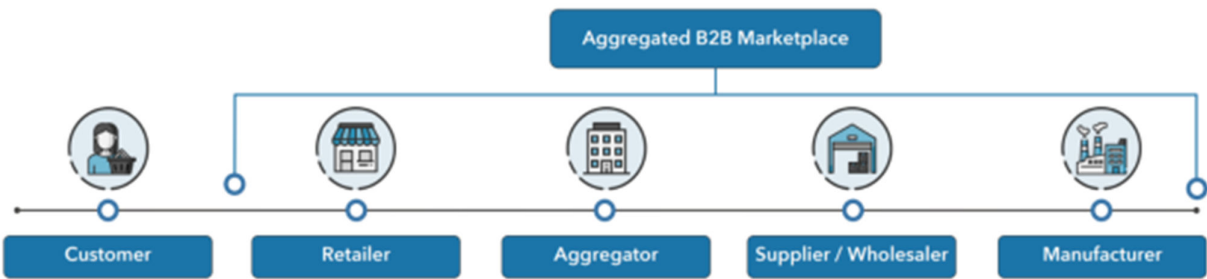 Aggregated B2B Marketplace
Customer
Retailer
Aggregator
Supplier / Wholesaler
Manufacturer